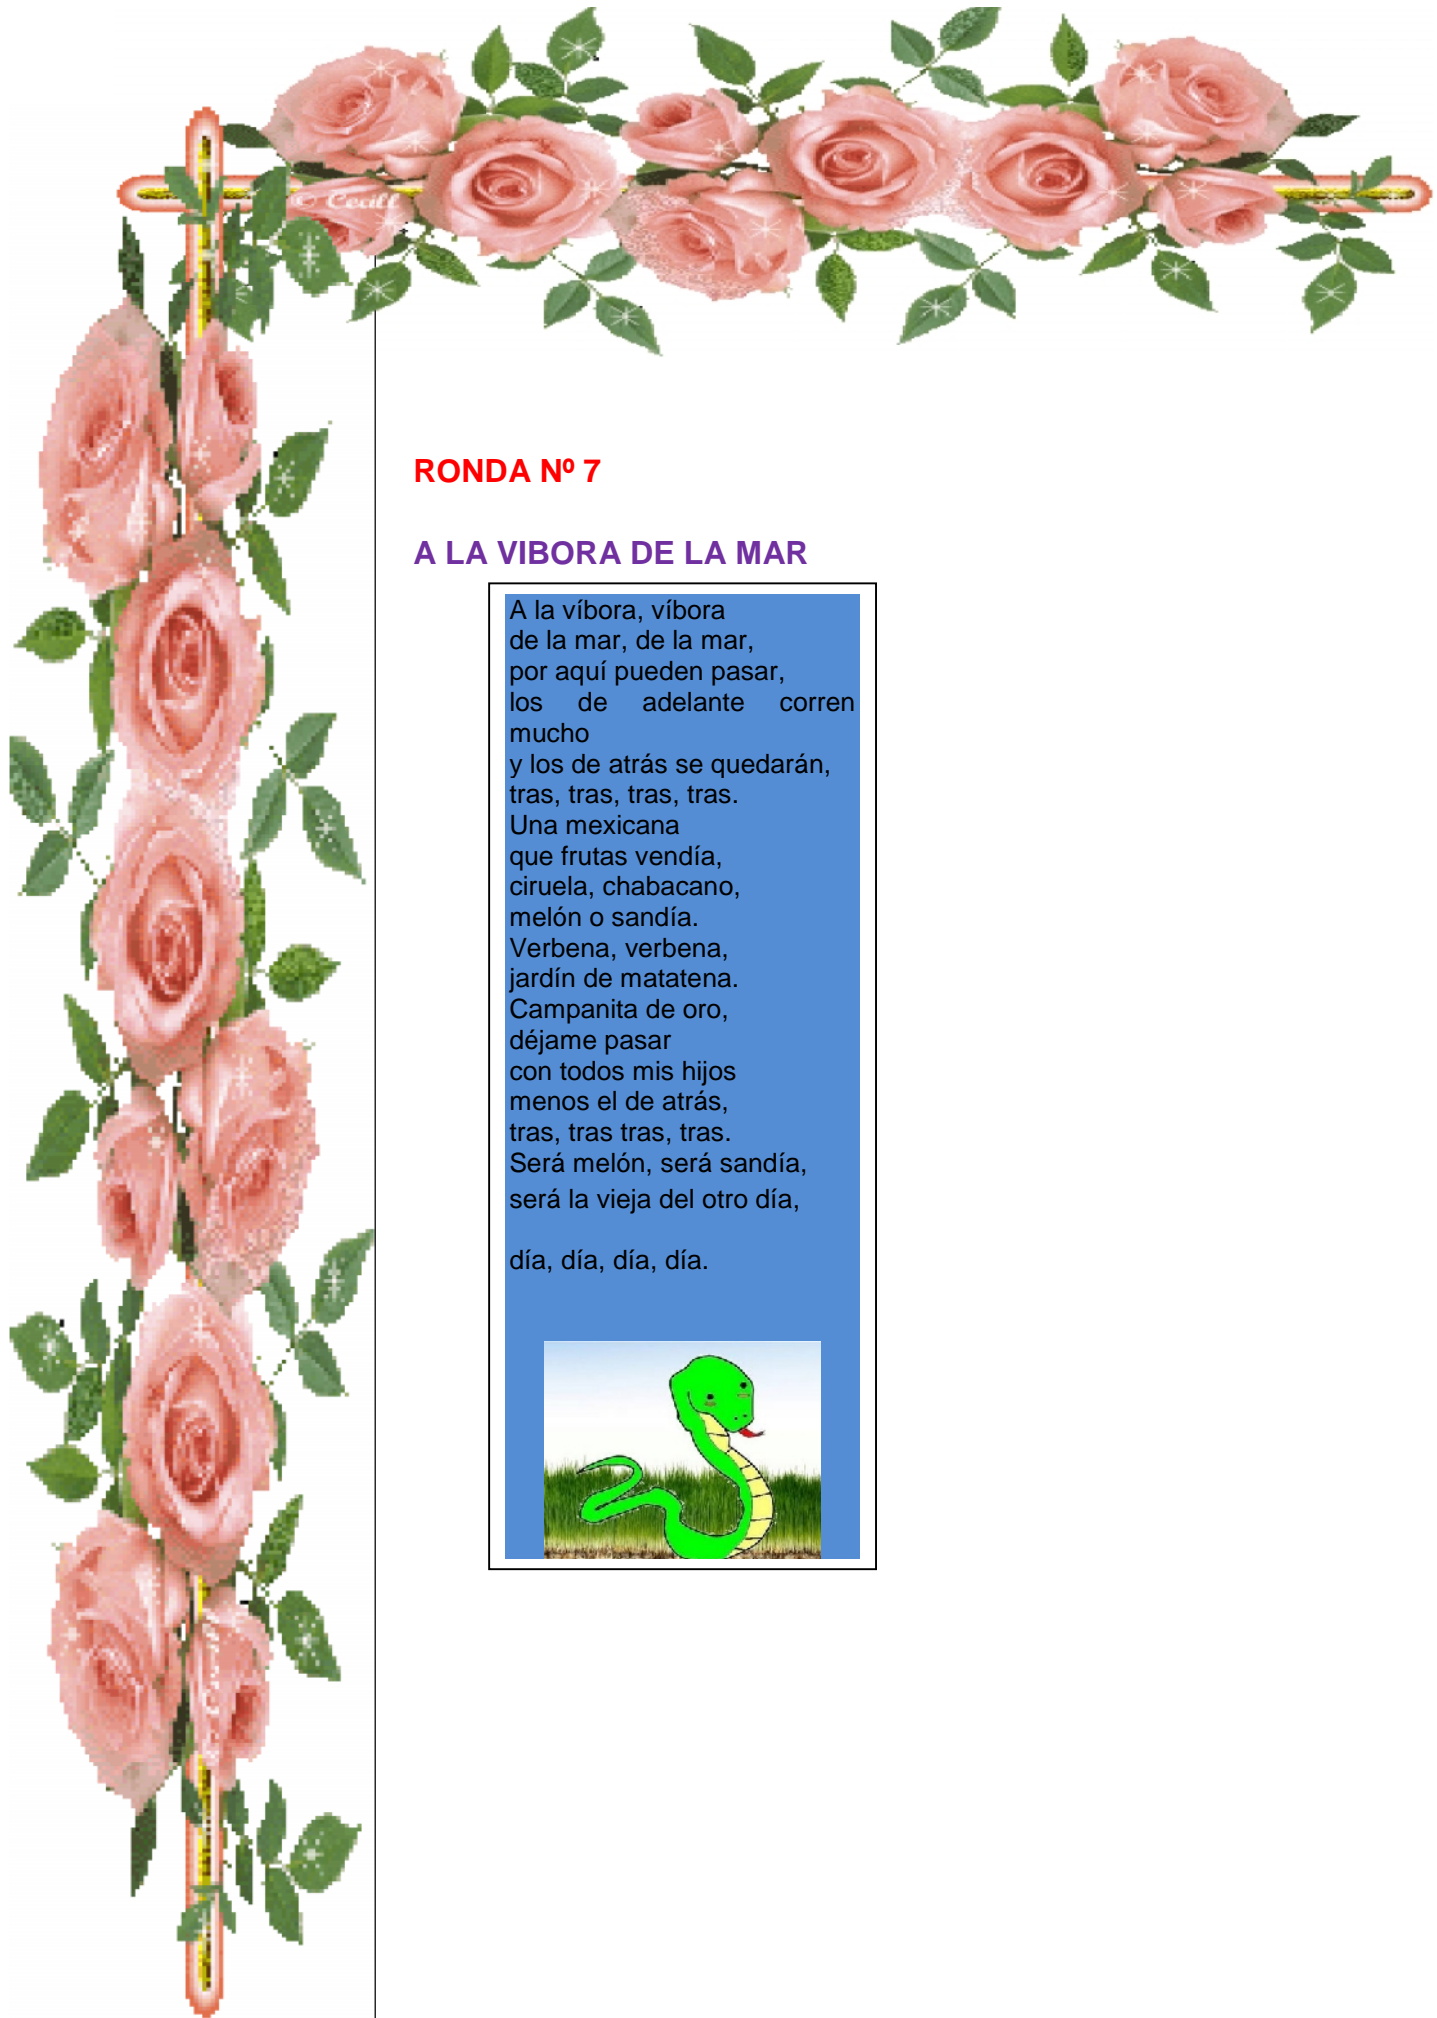 © Cecill
RONDA Nº 7
A LA VIBORA DE LA MAR
A la víbora, víbora
de la mar, de la mar,
por aquí pueden pasar,
los de adelante corren
mucho
y los de atrás se quedarán,
tras, tras, tras, tras.
Una mexicana
que frutas vendía,
ciruela, chabacano,
melón o sandía.
Verbena, verbena,
jardín de matatena.
Campanita de oro,
déjame pasar
con todos mis hijos
menos el de atrás,
tras, tras tras, tras.
Será melón, será sandía,
será la vieja del otro día,
día, día, día, día.